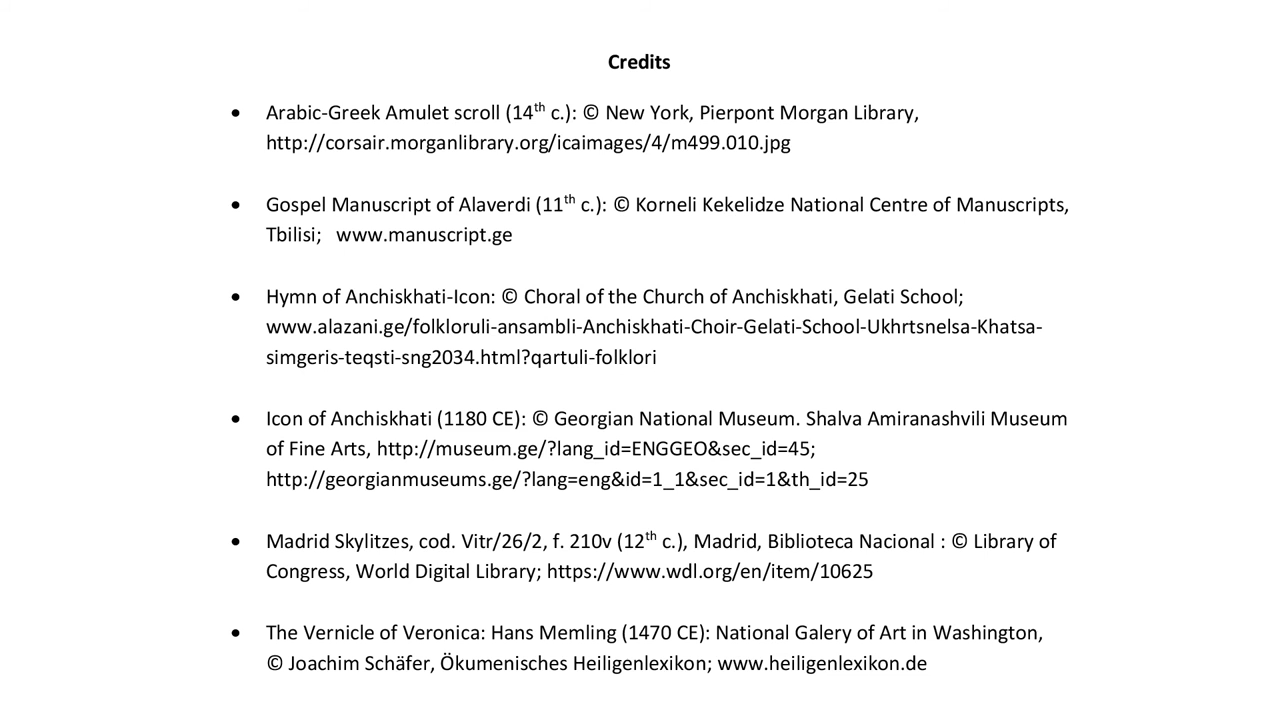 Credits
• Arabic-Greek Amulet scroll (14th c.): © New York, Pierpont Morgan Library,
http://corsair.morganlibrary.org/icaimages/4/m499.010.jpg
• Gospel Manuscript of Alaverdi (11th c.): © Korneli Kekelidze National Centre of Manuscripts,
Tbilisi; www.manuscript.ge
• Hymn of Anchiskhati-Icon: © Choral of the Church of Anchiskhati, Gelati School;
www.alazani.ge/folkloruli-ansambli-Anchiskhati-Choir-Gelati-School-Ukhrtsnelsa-Khatsa-
simgeris-teqsti-sng2034.html?qartuli-folklori
• Icon of Anchiskhati (1180 CE): © Georgian National Museum. Shalva Amiranashvili Museum
of Fine Arts, http://museum.ge/?lang_id=ENGGEO&sec_id=45;
http://georgianmuseums.ge/?lang=eng&id=1_1&sec_id=1&th_id=25
• Madrid Skylitzes, cod. Vitr/26/2, f. 210v (12th c.), Madrid, Biblioteca Nacional : © Library of
Congress, World Digital Library; https://www.wdl.org/en/item/10625
• The Vernicle of Veronica: Hans Memling (1470 CE): National Galery of Art in Washington,
© Joachim Schäfer, Ökumenisches Heiligenlexikon; www.heiligenlexikon.de